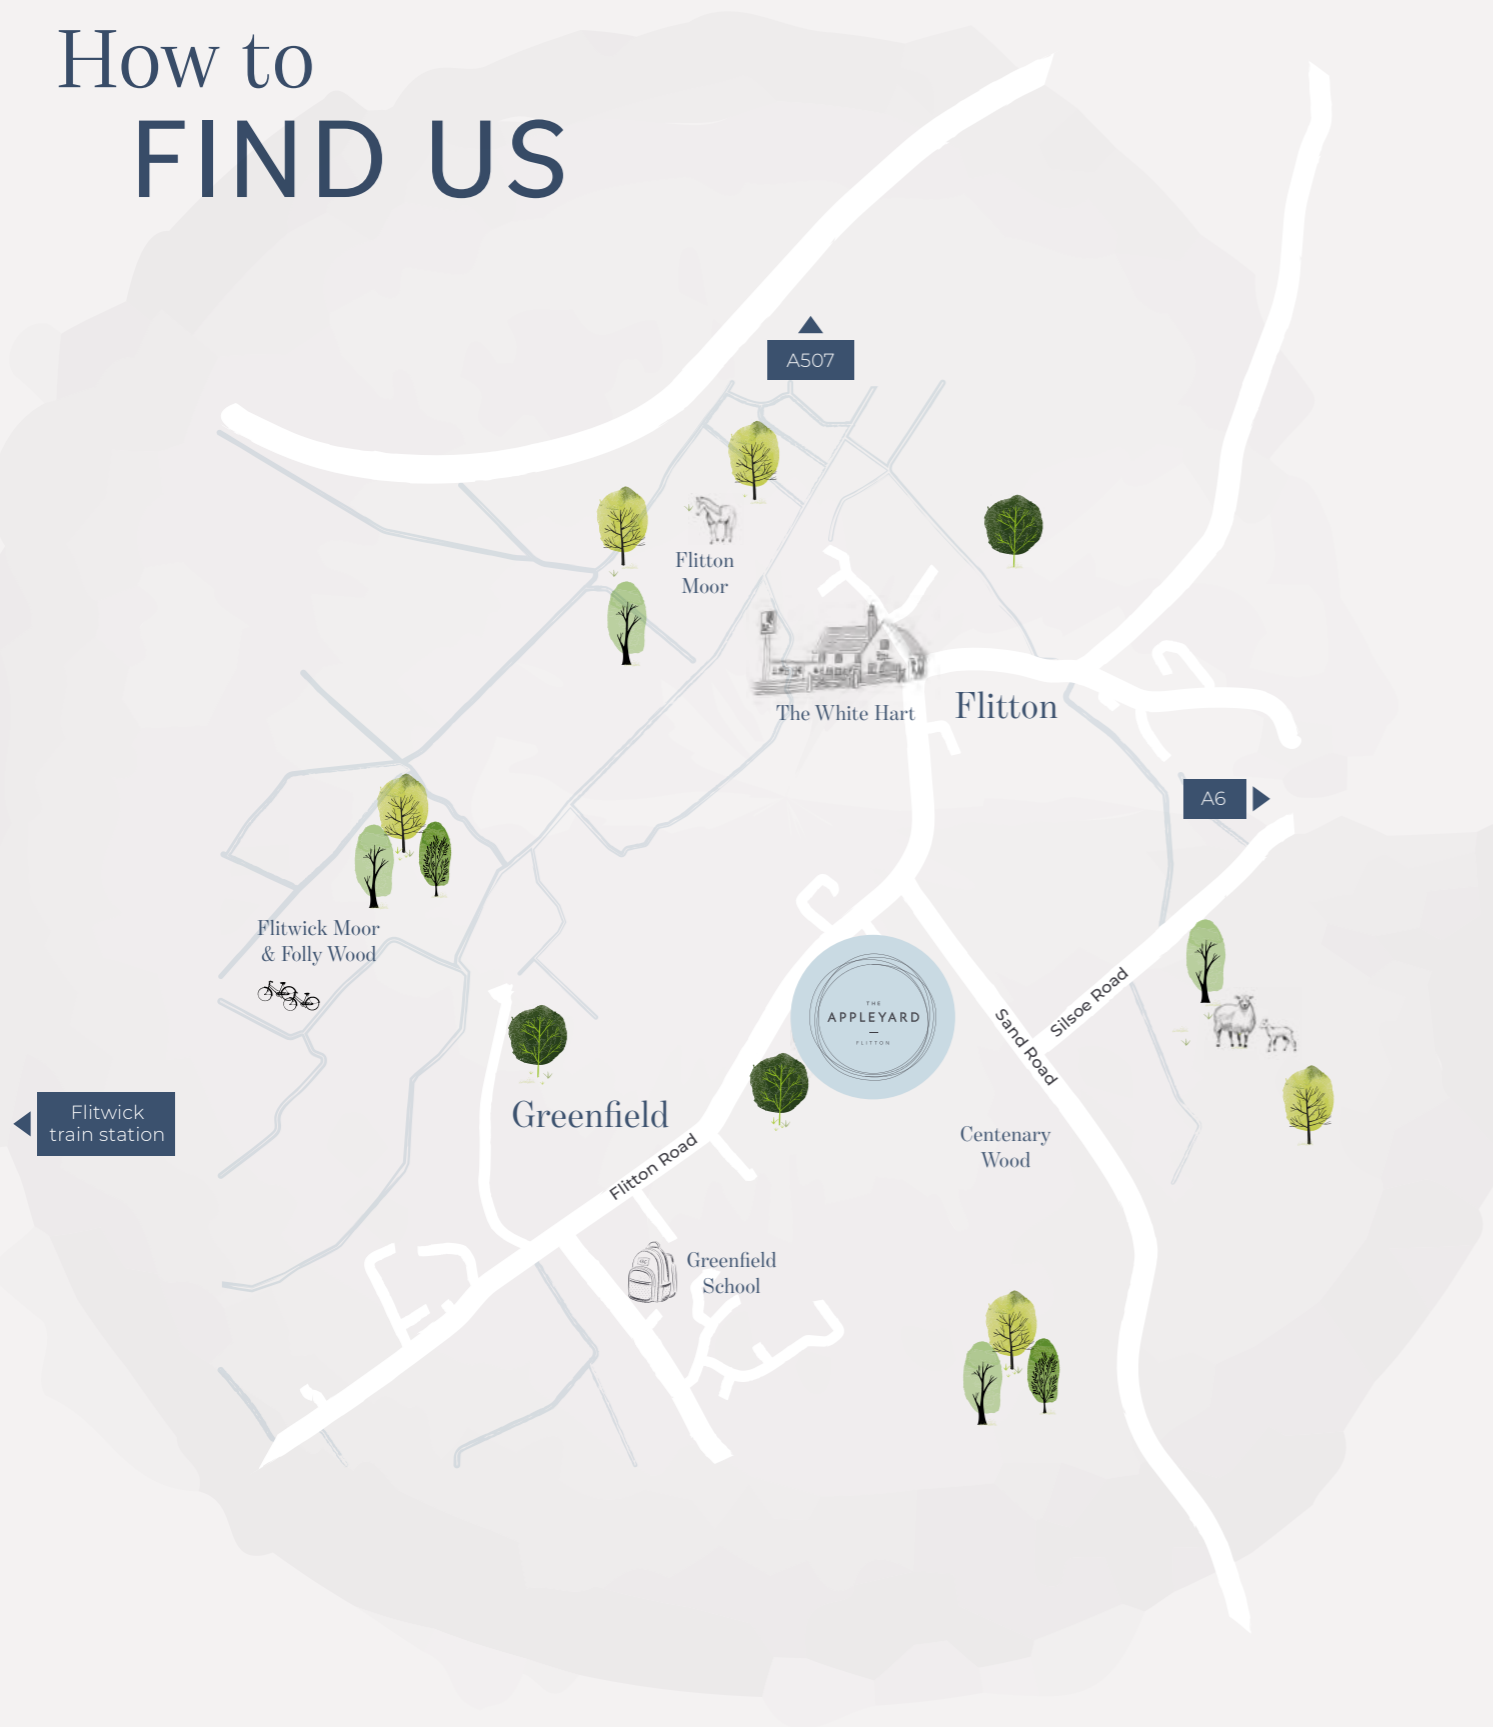 How to
FIND US
A507
Flitton
Moor
The White Hart
Flitton
A6
Flitwick Moor
& Folly Wood
THE
APPLEYARD
FLITTON
Silsoe Road
Sand Road
Flitwick
train station
Greenfield
Flitton Road
Centenary
Wood
Greenfield
School